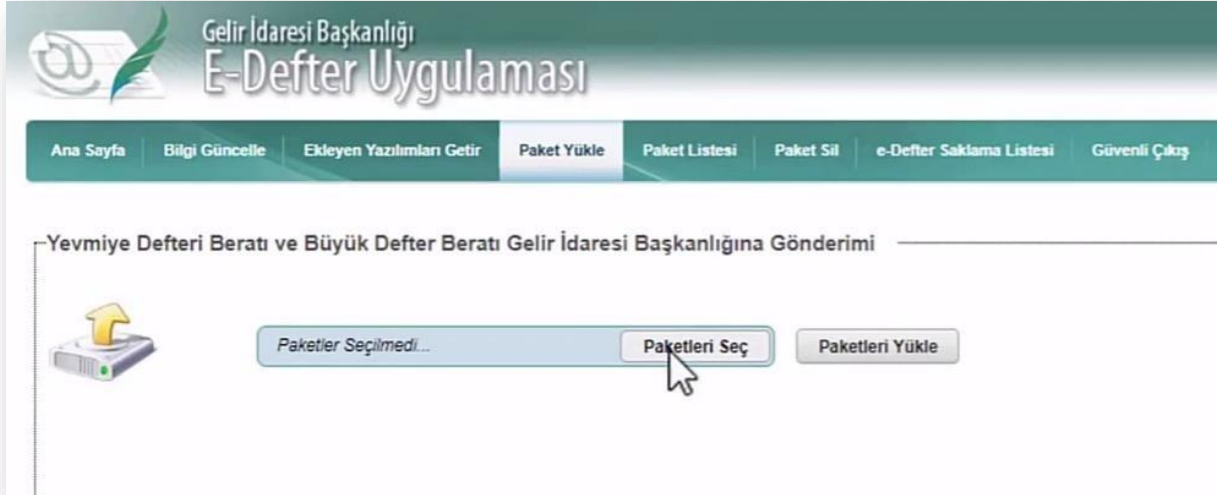 Gelir İdaresi Başkanlığı
E-Defter Uygulaması
Ana Sayfa Bilgi Güncelle Ekleyen Yazılımları Getir Paket Yükle Paket Listesi Paket Sil e-Defter Saklama Listesi Güvenli Çıkış
Yevmiye Defteri Beratı ve Büyük Defter Beratı Gelir İdaresi Başkanlığına Gönderimi
Paketler Seçilmedi... Paketleri Seç Paketleri Yükle